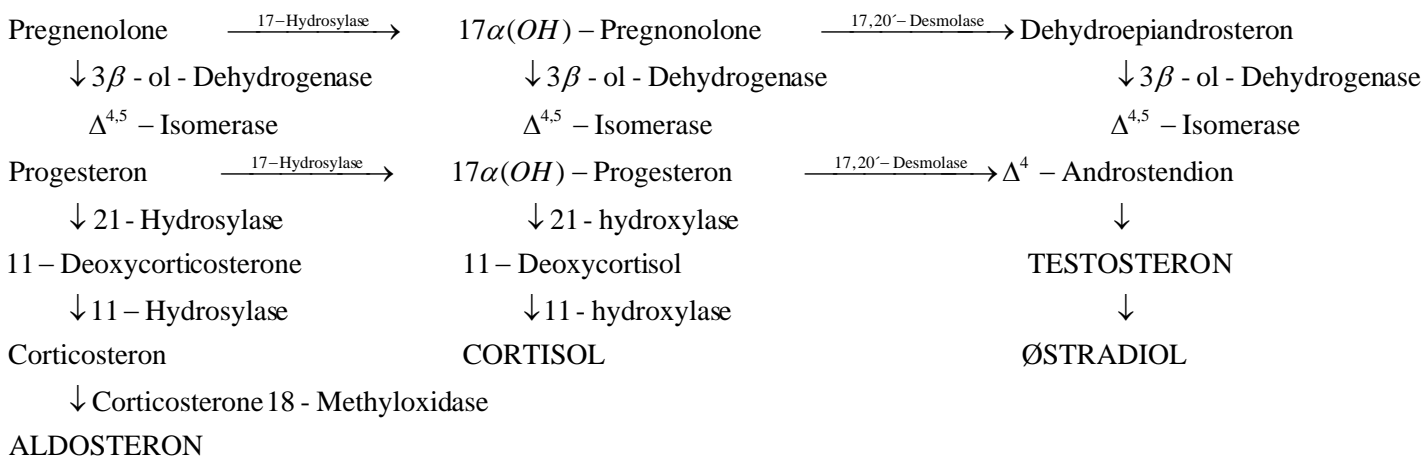 Pregnenolone 17–Hydrosylase → 17α(OH) – Pregnonolone 17,20´– Desmolase → Dehydroepiandrosteron
↓ 3β - ol - Dehydrogenase ↓ 3β - ol - Dehydrogenase ↓ 3β - ol - Dehydrogenase
Δ4,5 – Isomerase Δ4,5 – Isomerase Δ4,5 – Isomerase
Progesteron 17–Hydrosylase → 17α(OH) – Progesteron 17,20´– Desmolase → Δ4 – Androstendion
↓ 21 - Hydrosylase ↓ 21 - hydroxylase ↓
11 – Deoxycorticosterone 11 – Deoxycortisol TESTOSTERON
↓ 11 – Hydrosylase ↓ 11 - hydroxylase ↓
Corticosteron CORTISOL ØSTRADIOL
↓ Corticosterone 18 - Methyloxidase
ALDOSTERON